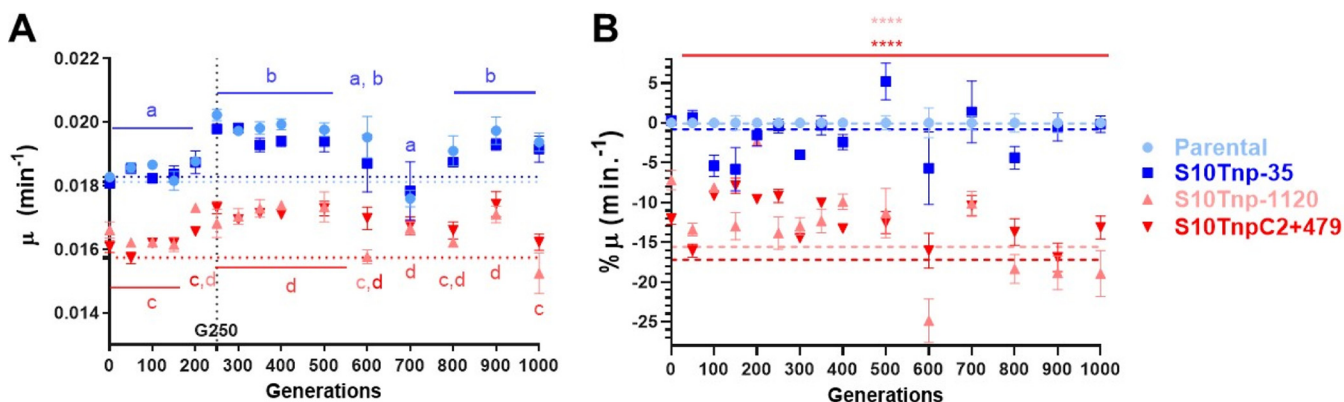 A
0.022
0.020
0.018
0.016
0.014
μ (min⁻¹)
a
b
a, b
b
a
c
c,d
d
c,d
d
c,d
d
c
G250
0
100
200
300
400
500
600
700
800
900
1000
Generations
B
****
****
5
0
-5
-10
-15
-20
-25
% μ (min.⁻¹)
0
100
200
300
400
500
600
700
800
900
1000
Generations
Parental
S10Tnp-35
S10Tnp-1120
S10TnpC2+479